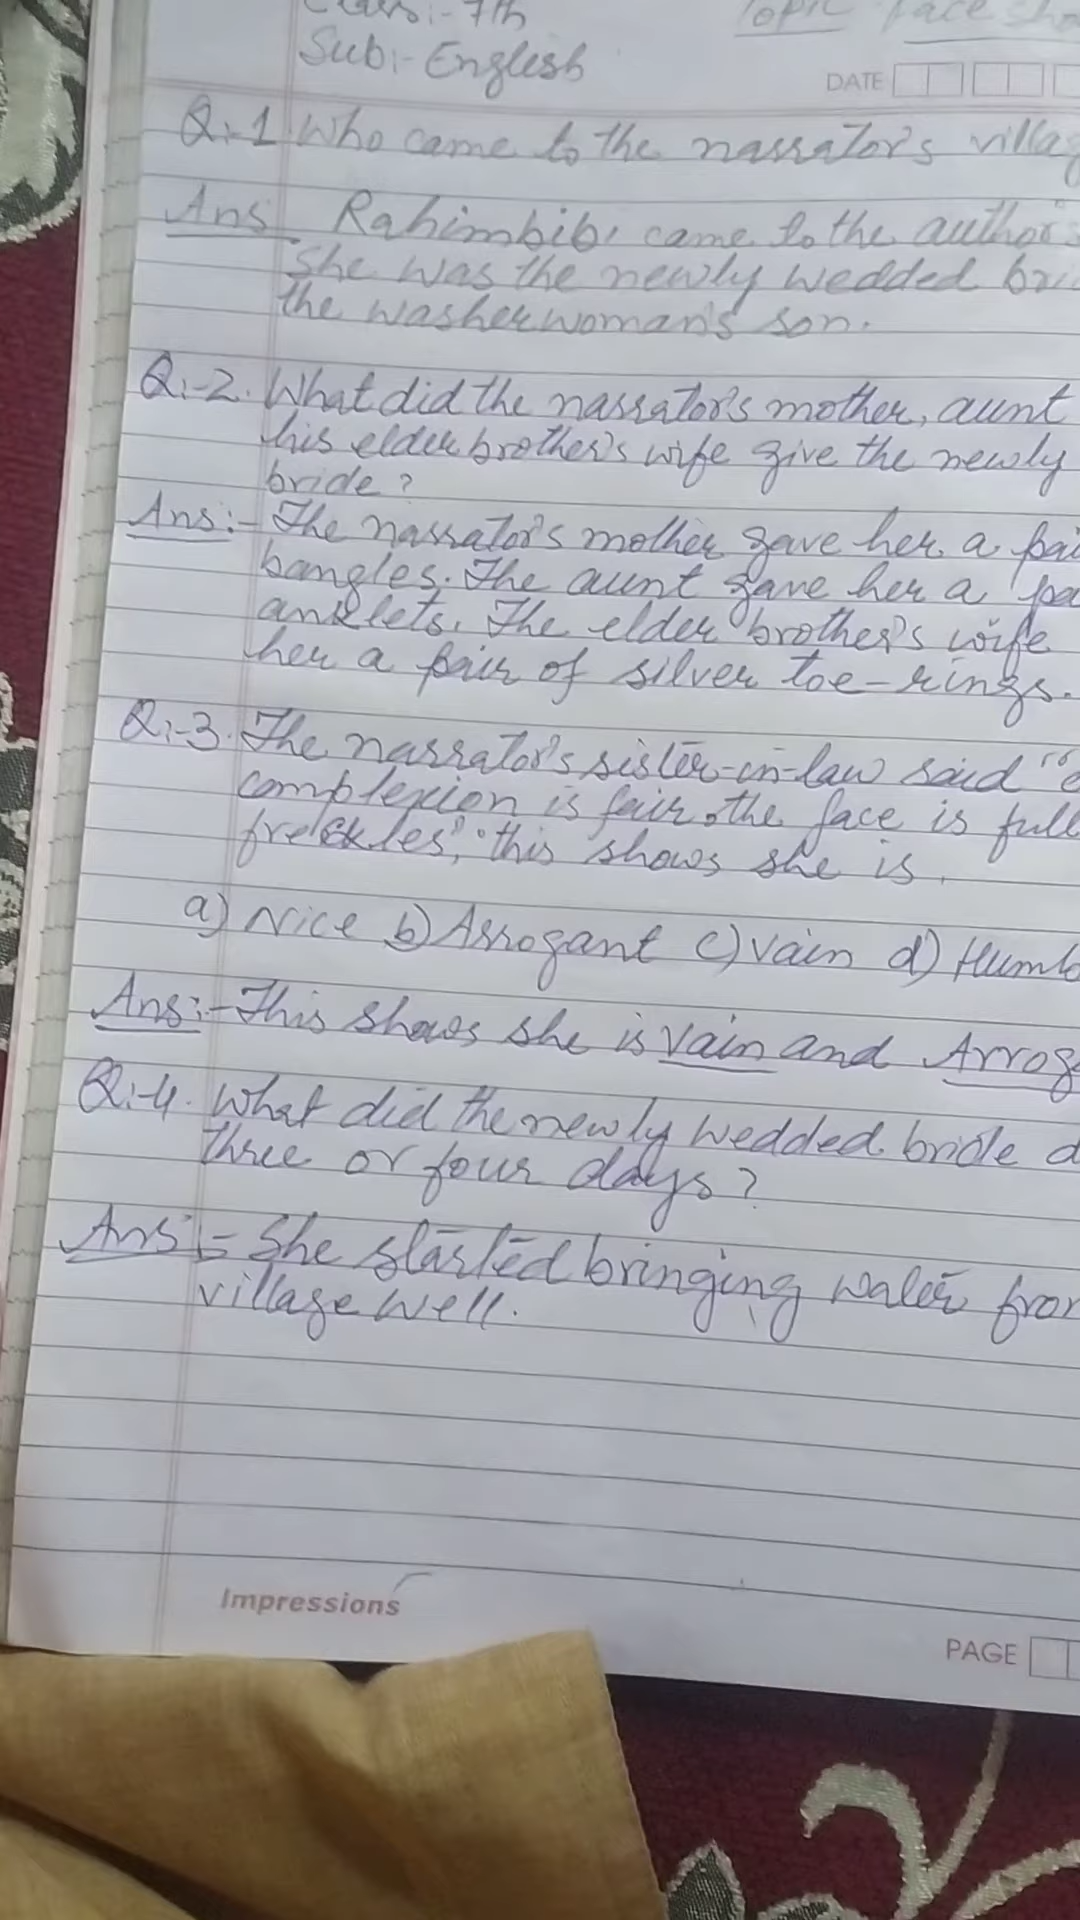 Class:- 7th
Topic face sho
Sub:- English
DATE
Q:-1 Who came to the narrator's villag
Ans Rahimbibi came to the author's
She was the newly wedded bri
the washerwoman's son.
Q:-2. What did the narrator's mother, aunt
his elder brother's wife give the newly
bride?
Ans:- The narrator's mother gave her a pai
bangles. The aunt gave her a pa
anklets. The elder brother's wife
her a pair of silver toe-rings.
Q:-3. The narrator's sister-in-law said "
complexion is fair, the face is full
freckles", this shows she is.
a) Nice b) Arrogant c) Vain d) Humb
Ans:- This shows she is Vain and Arrog
Q:-4. What did the newly wedded bride d
three or four days?
Ans:- She started bringing water from
village well.
Impressions
PAGE